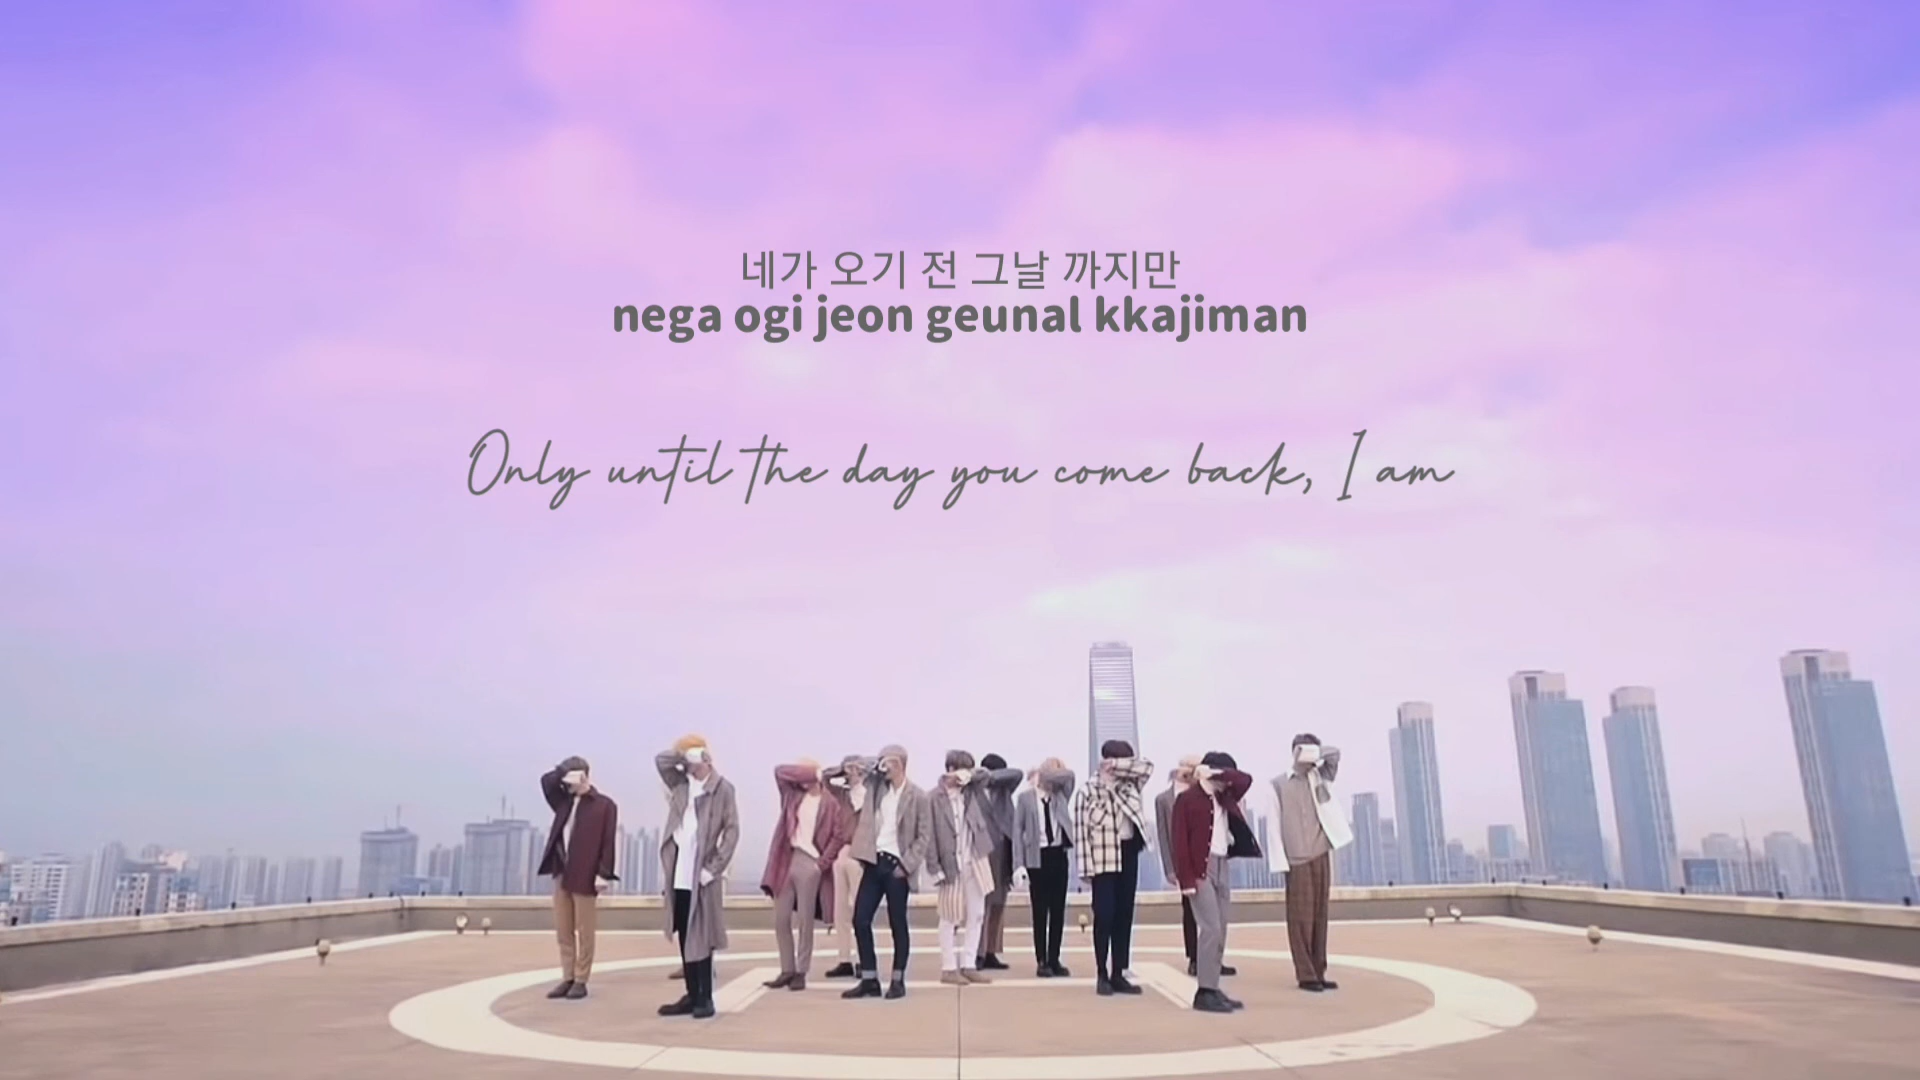 네가 오기 전 그날 까지만
nega ogi jeon geunal kkajiman
Only until the day you come back, I am